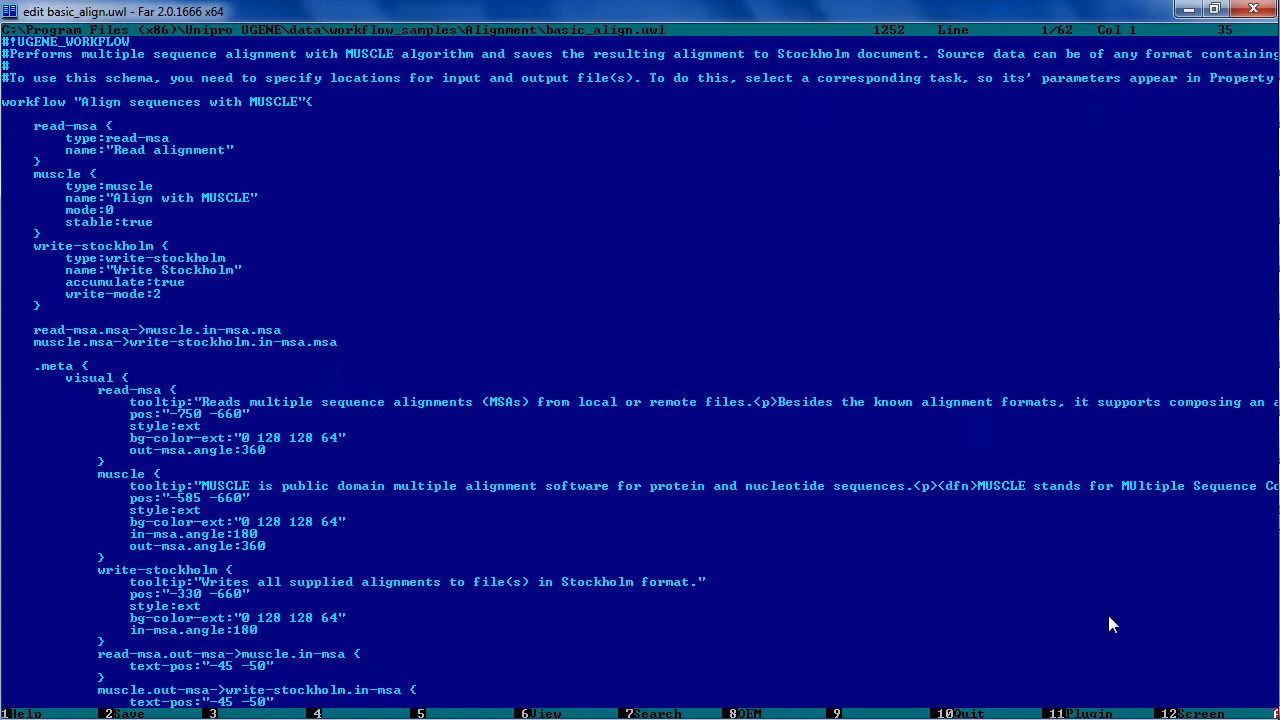 edit basic_align.uwl - Far 2.0.1666 x64
C:\Program Files (x86)\Unipro UGENE\data\workflow_samples\Alignment\basic_align.uwl 1252 Line 1/62 Col 1 35
#!UGENE_WORKFLOW
#Performs multiple sequence alignment with MUSCLE algorithm and saves the resulting alignment to Stockholm document. Source data can be of any format containing
#
#To use this schema, you need to specify locations for input and output file(s). To do this, select a corresponding task, so its' parameters appear in Property
workflow "Align sequences with MUSCLE"{
read-msa {
type:read-msa
name:"Read alignment"
}
muscle {
type:muscle
name:"Align with MUSCLE"
mode:0
stable:true
}
write-stockholm {
type:write-stockholm
name:"Write Stockholm"
accumulate:true
write-mode:2
}
read-msa.msa->muscle.in-msa.msa
muscle.msa->write-stockholm.in-msa.msa
.meta {
visual {
read-msa {
tooltip:"Reads multiple sequence alignments (MSAs) from local or remote files.<p>Besides the known alignment formats, it supports composing an a
pos:"-750 -660"
style:ext
bg-color-ext:"0 128 128 64"
out-msa.angle:360
}
muscle {
tooltip:"MUSCLE is public domain multiple alignment software for protein and nucleotide sequences.<p><dfn>MUSCLE stands for MUltiple Sequence Co
pos:"-585 -660"
style:ext
bg-color-ext:"0 128 128 64"
in-msa.angle:180
out-msa.angle:360
}
write-stockholm {
tooltip:"Writes all supplied alignments to file(s) in Stockholm format."
pos:"-330 -660"
style:ext
bg-color-ext:"0 128 128 64"
in-msa.angle:180
}
read-msa.out-msa->muscle.in-msa {
text-pos:"-45 -50"
}
muscle.out-msa->write-stockholm.in-msa {
text-pos:"-45 -50"
1Help 2Save 3 4 5 6View 7Search 8OEM 9 10Quit 11Plugin 12Screen